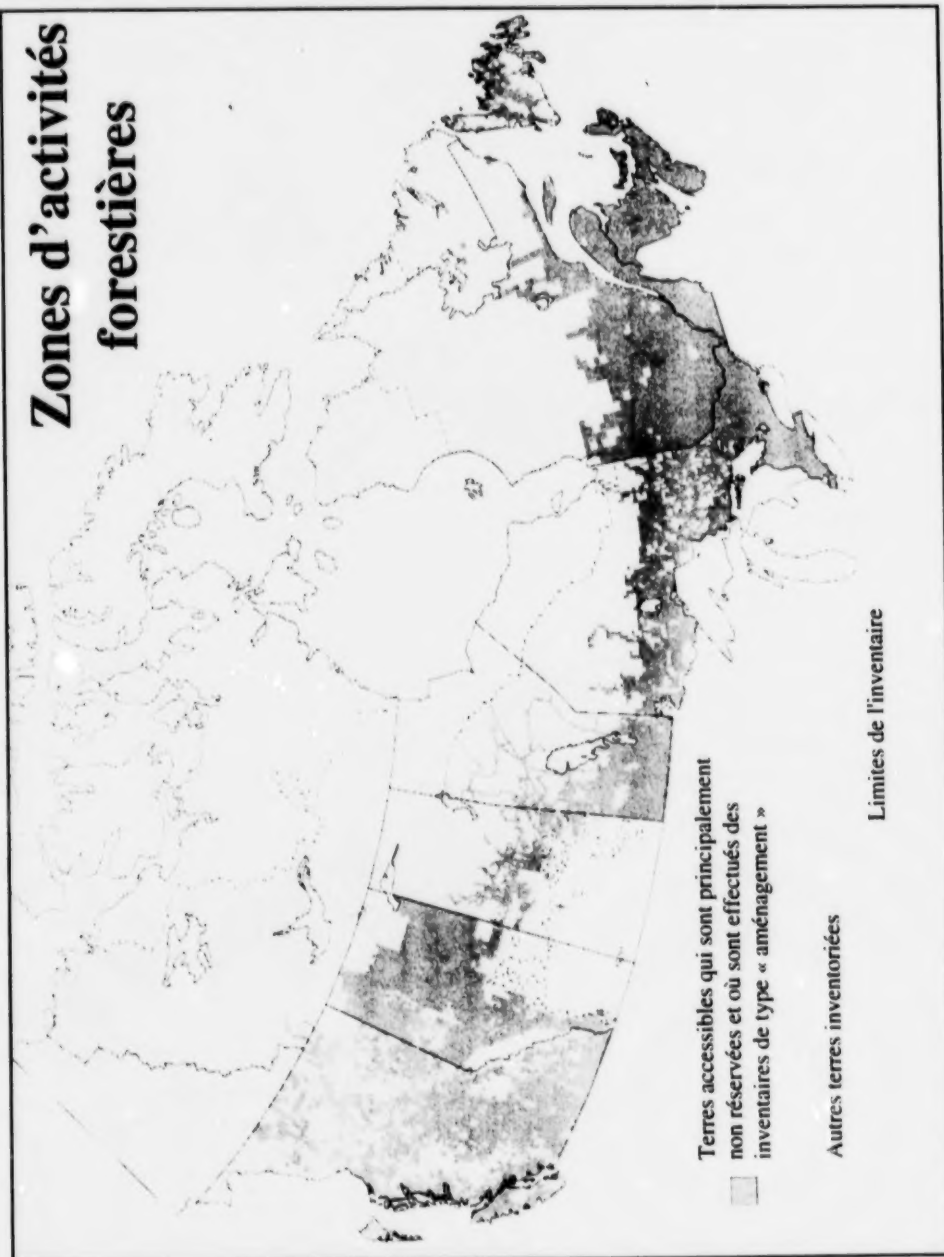 Zones d'activités
forestières
Terres accessibles qui sont principalement
non réservées et où sont effectués des
inventaires de type « aménagement »
Autres terres inventoriées
Limites de l'inventaire